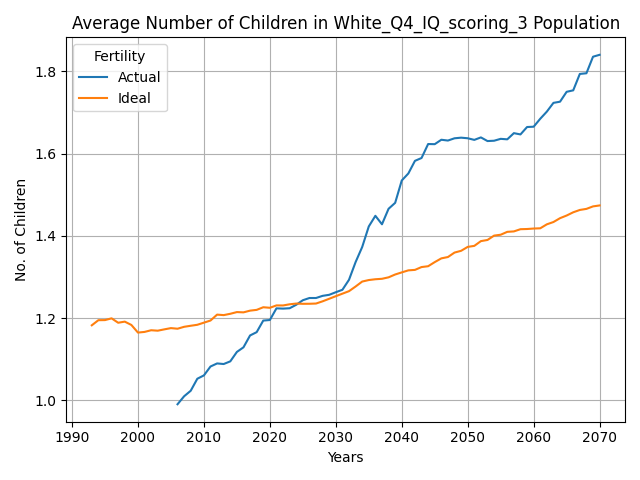 Average Number of Children in White_Q4_IQ_scoring_3 Population
Fertility
Actual
Ideal
No. of Children
1.8
1.6
1.4
1.2
1.0
1990 2000 2010 2020 2030 2040 2050 2060 2070
Years